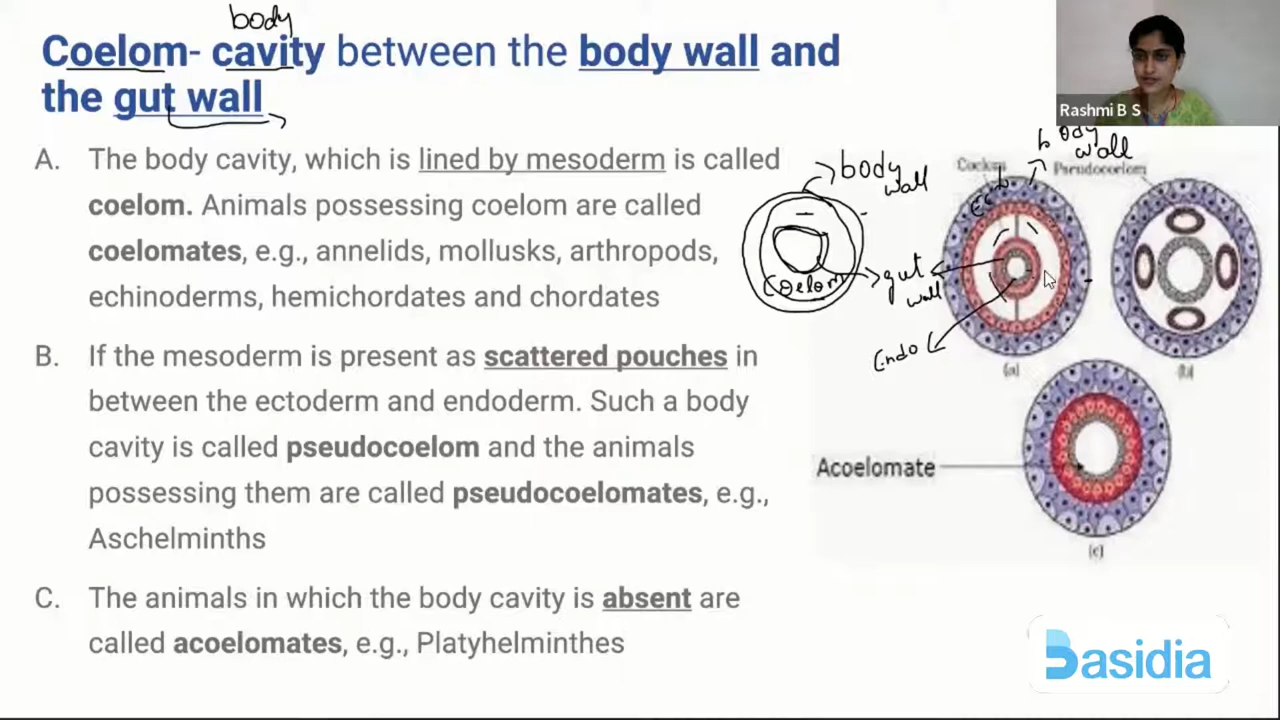 body
Coelom- cavity between the body wall and
the gut wall
Rashmi B S
A. The body cavity, which is lined by mesoderm is called
coelom. Animals possessing coelom are called
coelomates, e.g., annelids, mollusks, arthropods,
echinoderms, hemichordates and chordates
B. If the mesoderm is present as scattered pouches in
between the ectoderm and endoderm. Such a body
cavity is called pseudocoelom and the animals
possessing them are called pseudocoelomates, e.g.,
Aschelminths
C. The animals in which the body cavity is absent are
called acoelomates, e.g., Platyhelminthes
body
wall
Coelom
body
wall
Pseudocoelom
Coelom
gut
wall
Endo
(a)
(b)
Acoelomate
(c)
Basidia